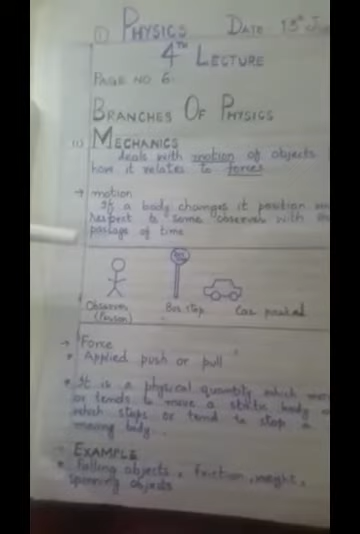 (1) PHYSICS DATE 15th
4TH LECTURE
PAGE NO 6
BRANCHES OF PHYSICS
MECHANICS
deals with motion of objects
how it relates to forces
→ motion
If a body changes it position
respect to some observer with
passage of time
Observer Bus stop Car parked
(Person)
→ Force
• Applied push or pull
• It is a physical quantity which
or tends to move a static body
which stops or tend to stop a
moving body.
EXAMPLE
• Falling objects, friction, weight,
spinning objects